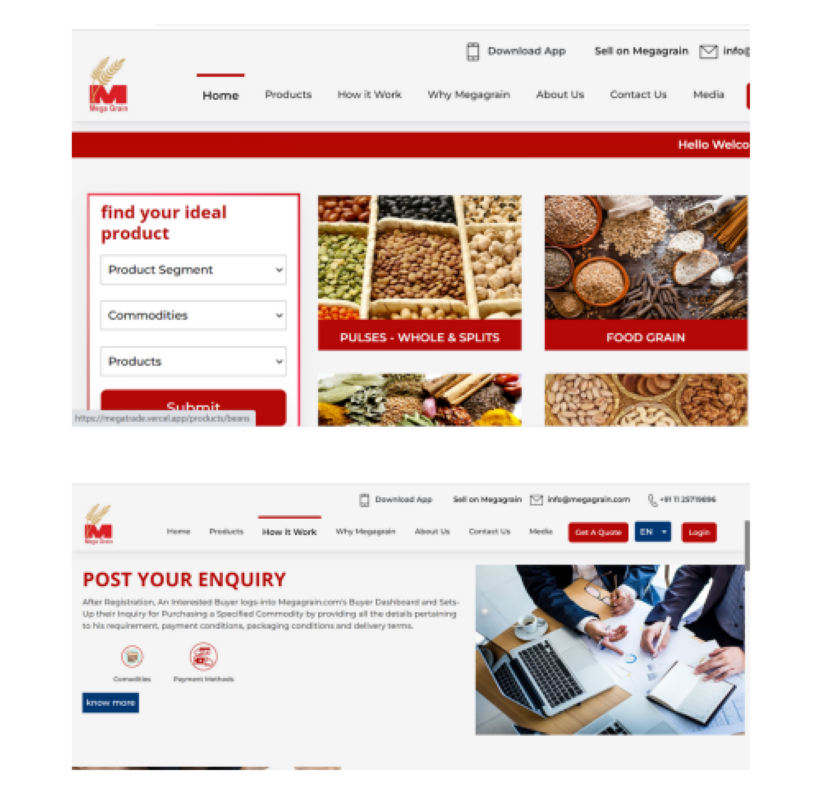 Download App Sell on Megagrain info@
Mega Grain
Home Products How it Work Why Megagrain About Us Contact Us Media
Hello Welco
find your ideal
product
Product Segment
Commodities
Products
Submit
PULSES - WHOLE & SPLITS
FOOD GRAIN
https://megatrade.vercel.app/products/beans
Download App Sell on Megagrain info@megagrain.com +91 11 25719896
Mega Grain
Home Products How It Work Why Megagrain About Us Contact Us Media Get A Quote EN Login
POST YOUR ENQUIRY
After Registration, An Interested Buyer logs-into Megagrain.com's Buyer Dashboard and Sets-
Up their Inquiry for Purchasing a Specified Commodity by providing all the details pertaining
to his requirement, payment conditions, packaging conditions and delivery terms.
Comodities Payment Methods
know more